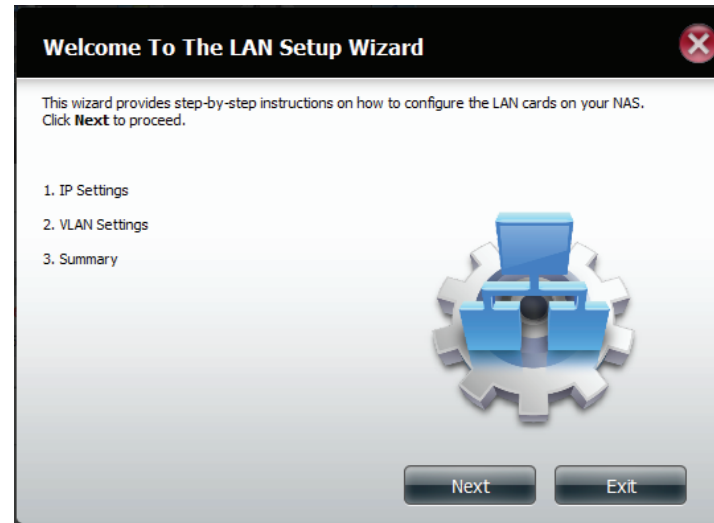 Welcome To The LAN Setup Wizard
This wizard provides step-by-step instructions on how to configure the LAN cards on your NAS.
Click Next to proceed.
1. IP Settings
2. VLAN Settings
3. Summary
Next
Exit